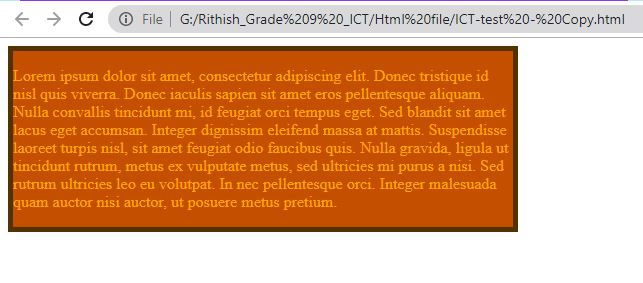 File | G:/Rithish_Grade%209%20_ICT/Html%20file/ICT-test%20-%20Copy.html
Lorem ipsum dolor sit amet, consectetur adipiscing elit. Donec tristique id
nisl quis viverra. Donec iaculis sapien sit amet eros pellentesque aliquam.
Nulla convallis tincidunt mi, id feugiat orci tempus eget. Sed blandit sit amet
lacus eget accumsan. Integer dignissim eleifend massa at mattis. Suspendisse
laoreet turpis nisl, sit amet feugiat odio faucibus quis. Nulla gravida, ligula ut
tincidunt rutrum, metus ex vulputate metus, sed ultricies mi purus a nisi. Sed
rutrum ultricies leo eu volutpat. In nec pellentesque orci. Integer malesuada
quam auctor nisi auctor, ut posuere metus pretium.